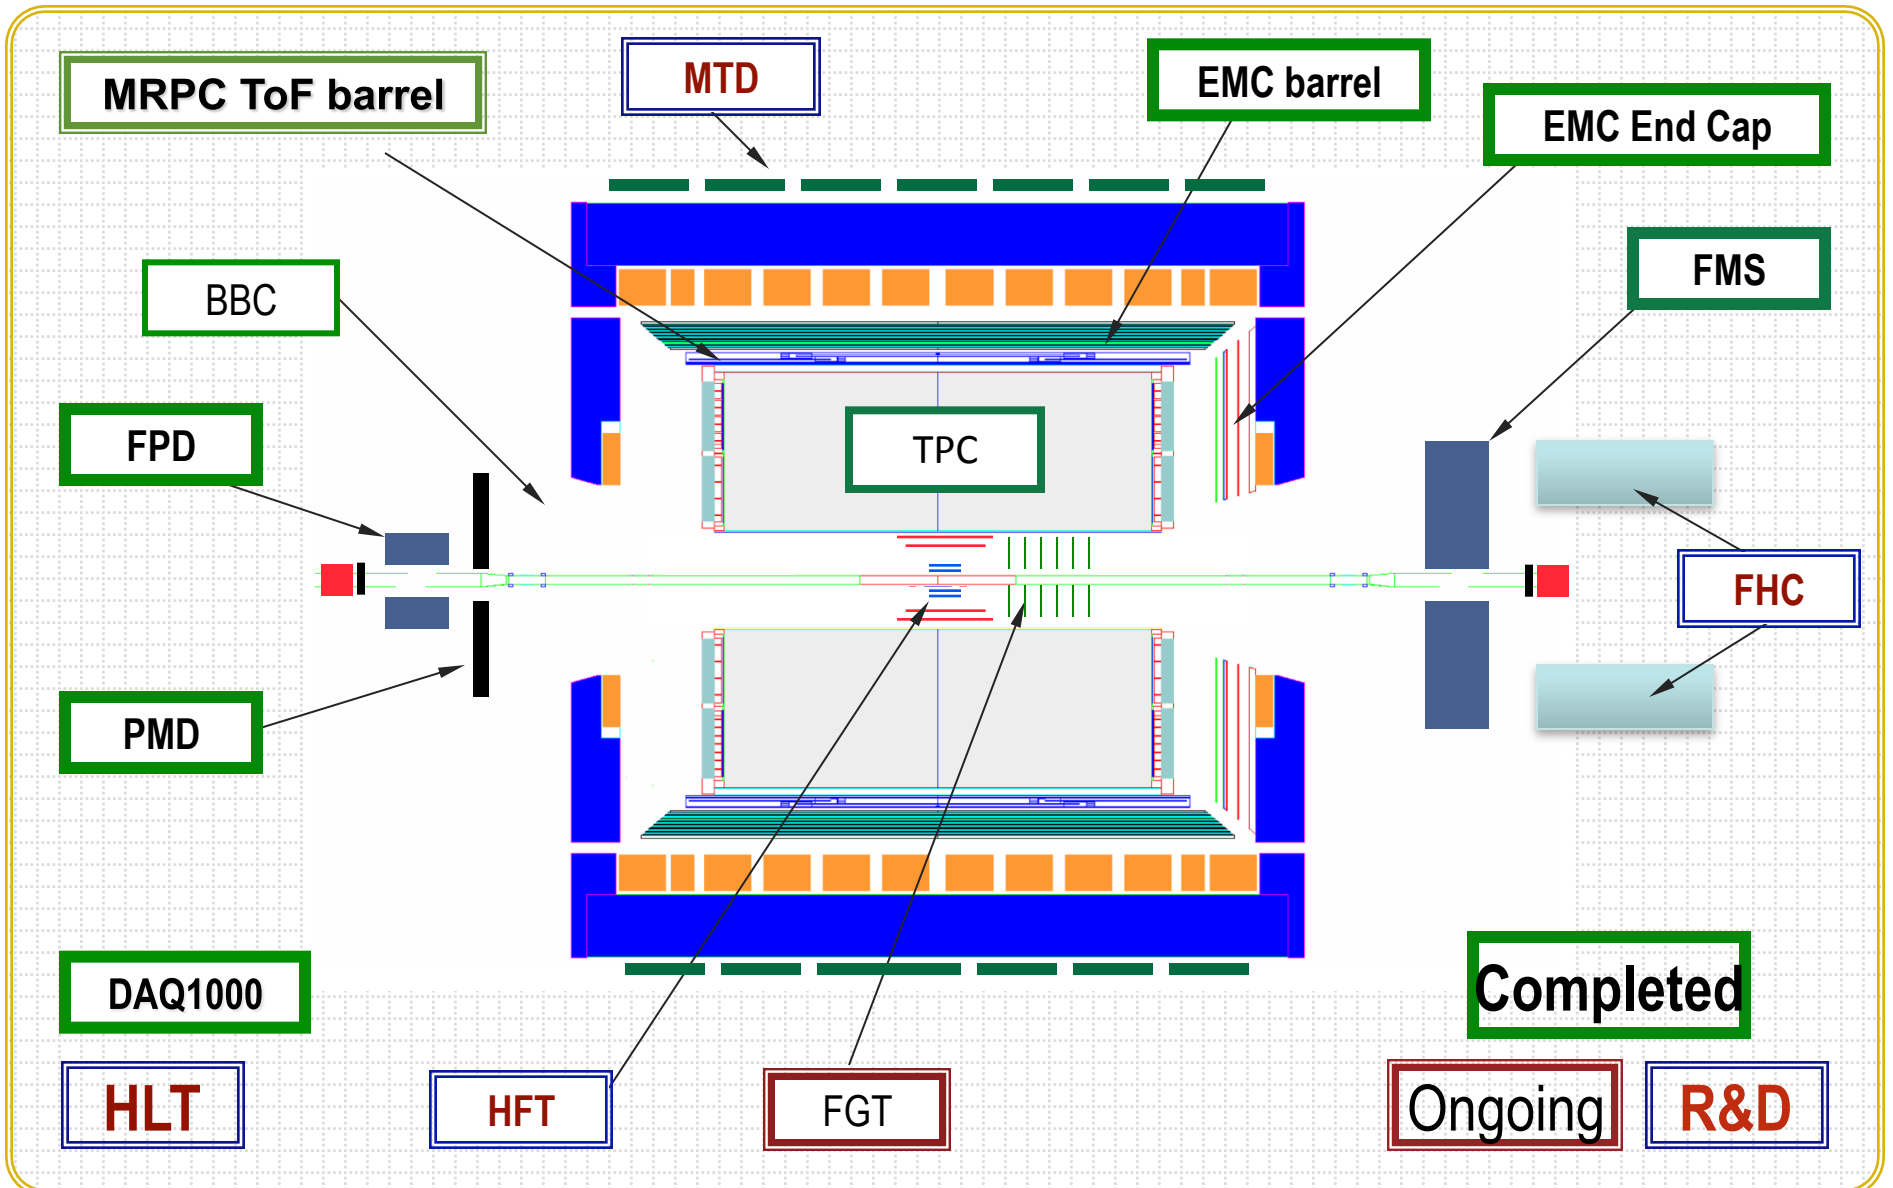 MRPC ToF barrel
MTD
EMC barrel
EMC End Cap
BBC
FMS
FPD
TPC
FHC
PMD
DAQ1000
Completed
HLT
HFT
FGT
Ongoing
R&D